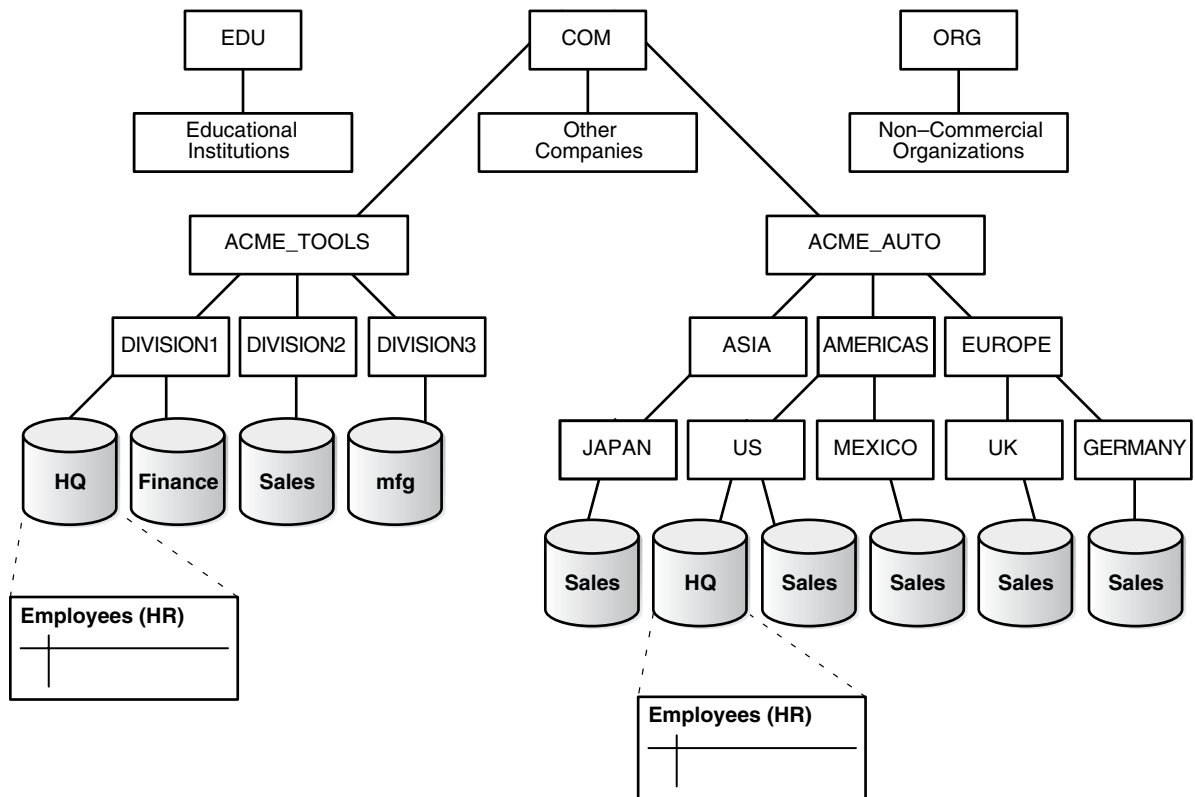 EDU
COM
ORG
Educational
Institutions
Other
Companies
Non–Commercial
Organizations
ACME_TOOLS
ACME_AUTO
DIVISION1
DIVISION2
DIVISION3
ASIA
AMERICAS
EUROPE
JAPAN
US
MEXICO
UK
GERMANY
HQ
Finance
Sales
mfg
Sales
HQ
Sales
Sales
Sales
Sales
Employees (HR)
Employees (HR)